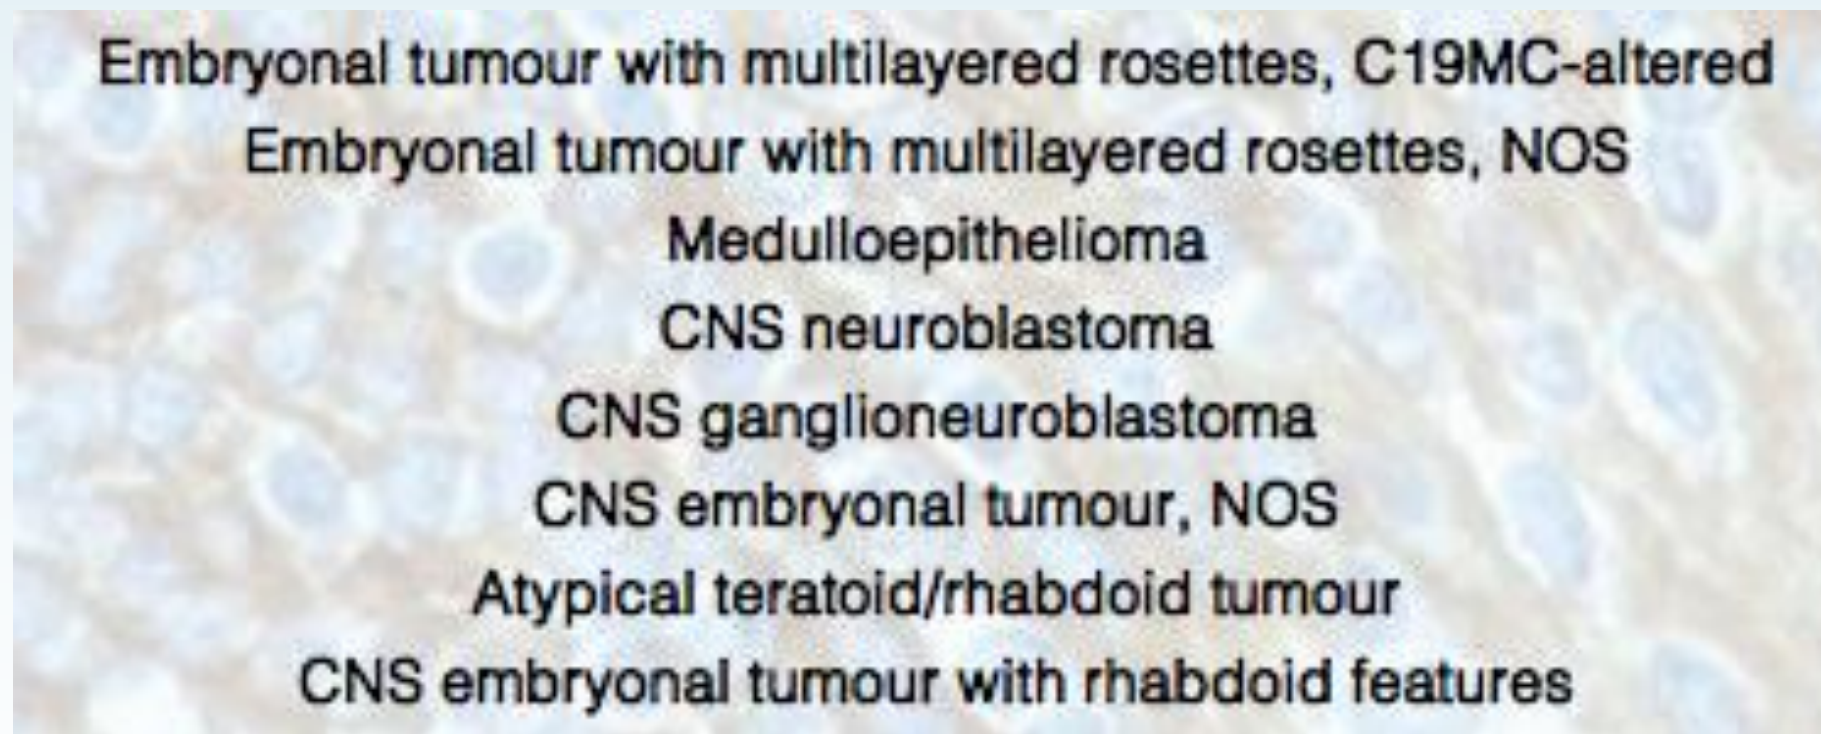 Embryonal tumour with multilayered rosettes, C19MC-altered
Embryonal tumour with multilayered rosettes, NOS
Medulloepithelioma
CNS neuroblastoma
CNS ganglioneuroblastoma
CNS embryonal tumour, NOS
Atypical teratoid/rhabdoid tumour
CNS embryonal tumour with rhabdoid features